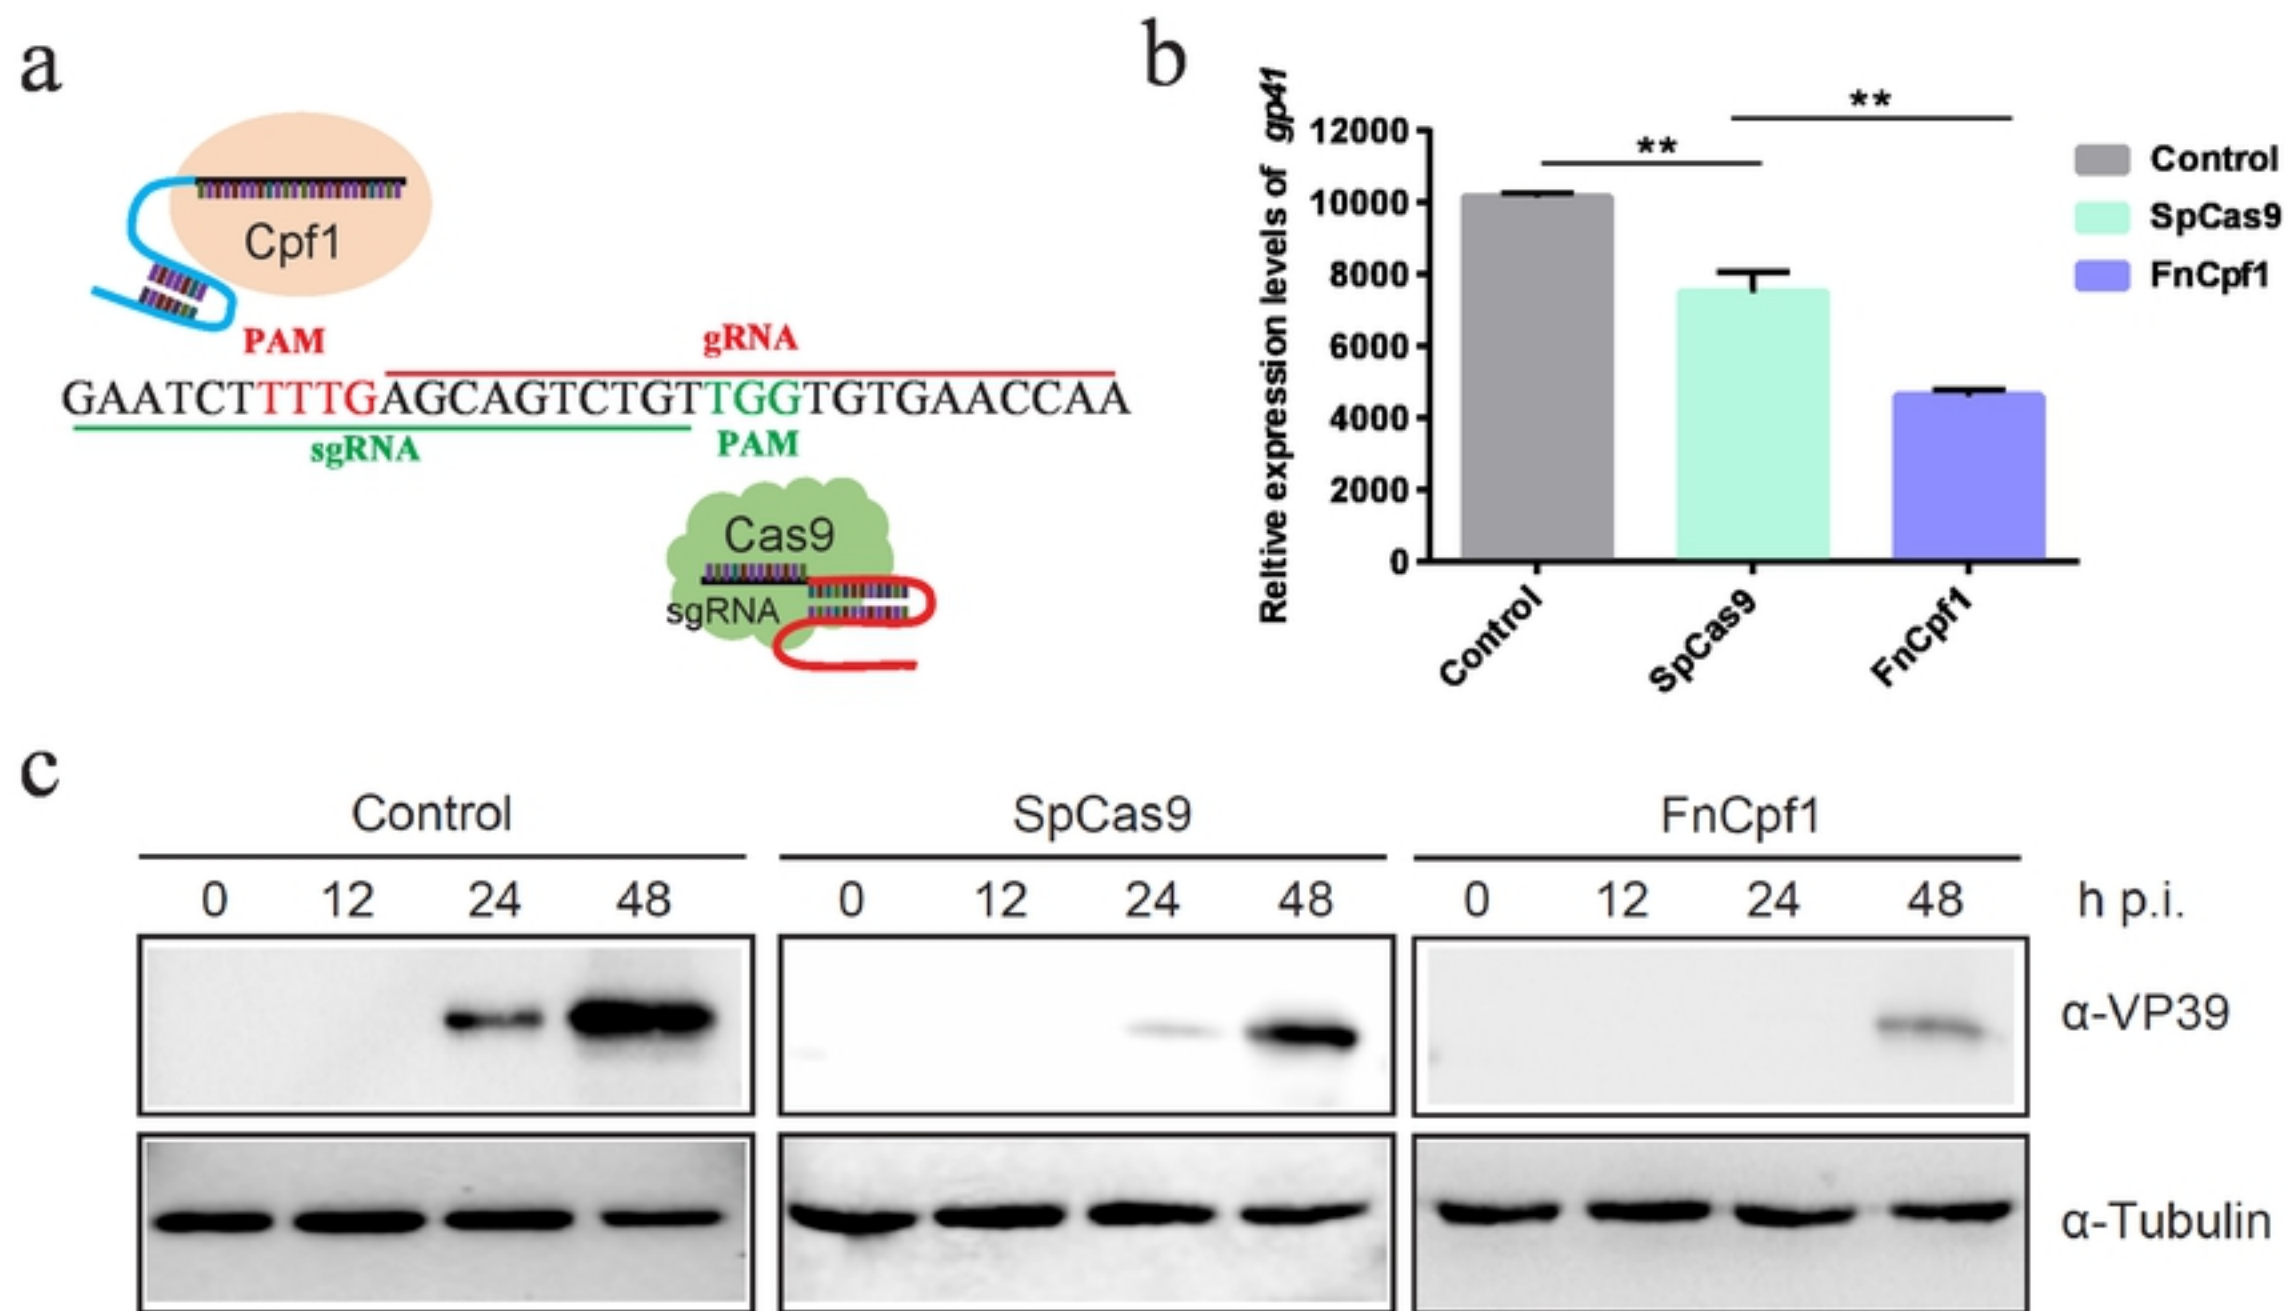 a
Cpf1
PAM
gRNA
GAATCTTTTGAGCAGTCTGTTGGTGTGAACCAA
sgRNA
PAM
Cas9
sgRNA
b
Reltive expression levels of gp41
12000
10000
8000
6000
4000
2000
0
**
**
Control
SpCas9
FnCpf1
Control
SpCas9
FnCpf1
c
Control SpCas9 FnCpf1
0 12 24 48 0 12 24 48 0 12 24 48 h p.i.
α-VP39
α-Tubulin